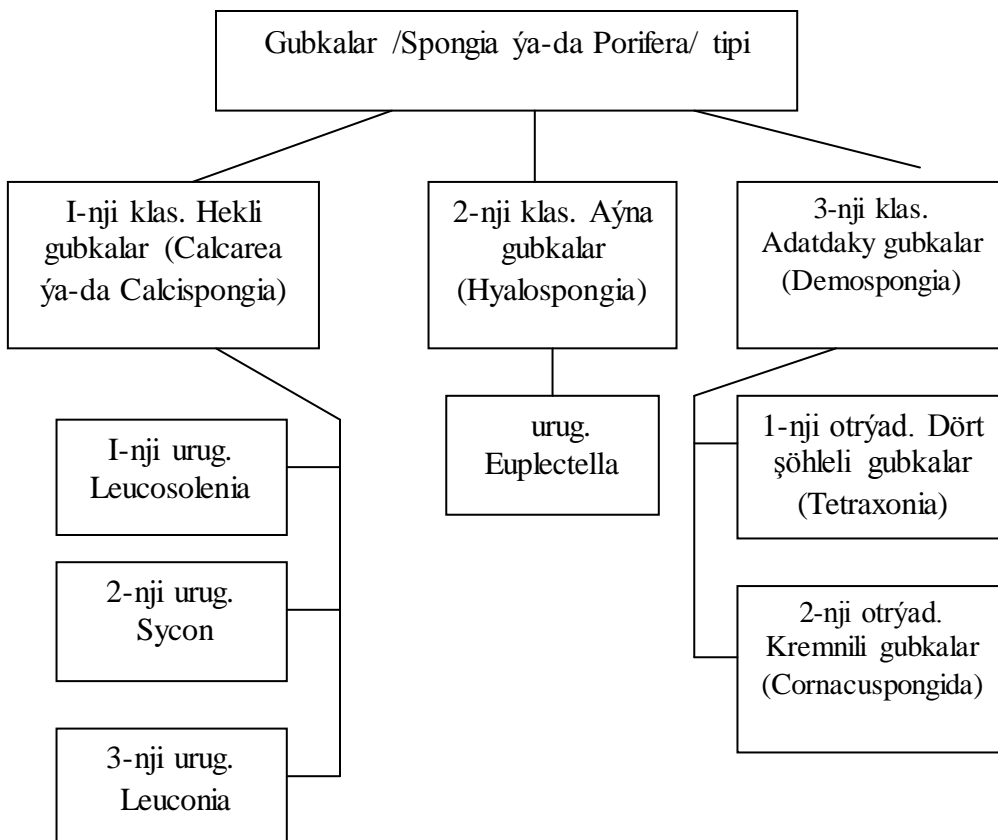 Gubkalar /Spongia ýa-da Porifera/ tipi
I-nji klas. Hekli
gubkalar (Calcarea
ýa-da Calcispongia)
2-nji klas. Aýna
gubkalar
(Hyalospongia)
3-nji klas.
Adatdaky gubkalar
(Demospongia)
I-nji urug.
Leucosolenia
2-nji urug.
Sycon
3-nji urug.
Leuconia
urug.
Euplectella
1-nji otrýad. Dört
şöhleli gubkalar
(Tetraxonia)
2-nji otrýad.
Kremnili gubkalar
(Cornacuspongida)